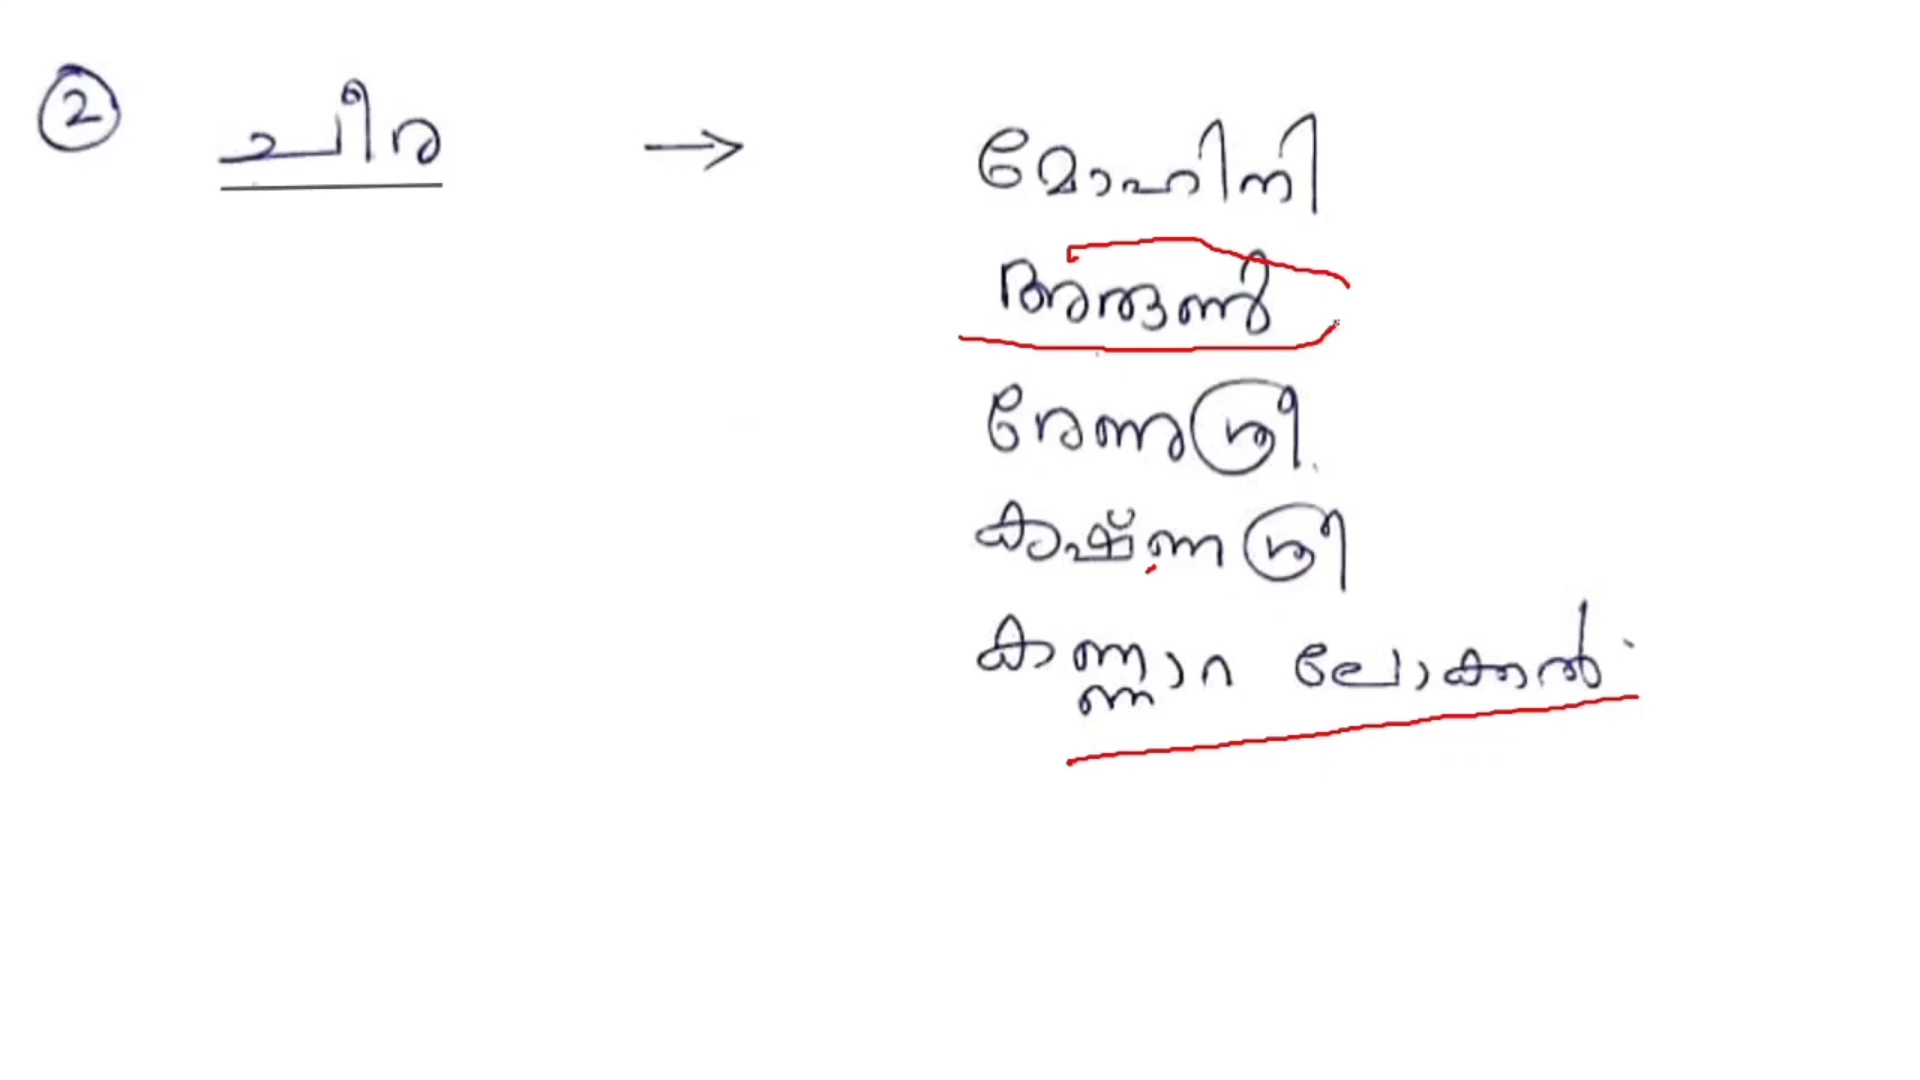 ② ചീര → മോഹിനി
അരുൺ
രേണുശ്രീ
കൃഷ്ണശ്രീ
കണ്ണാറ ലോക്കൽ